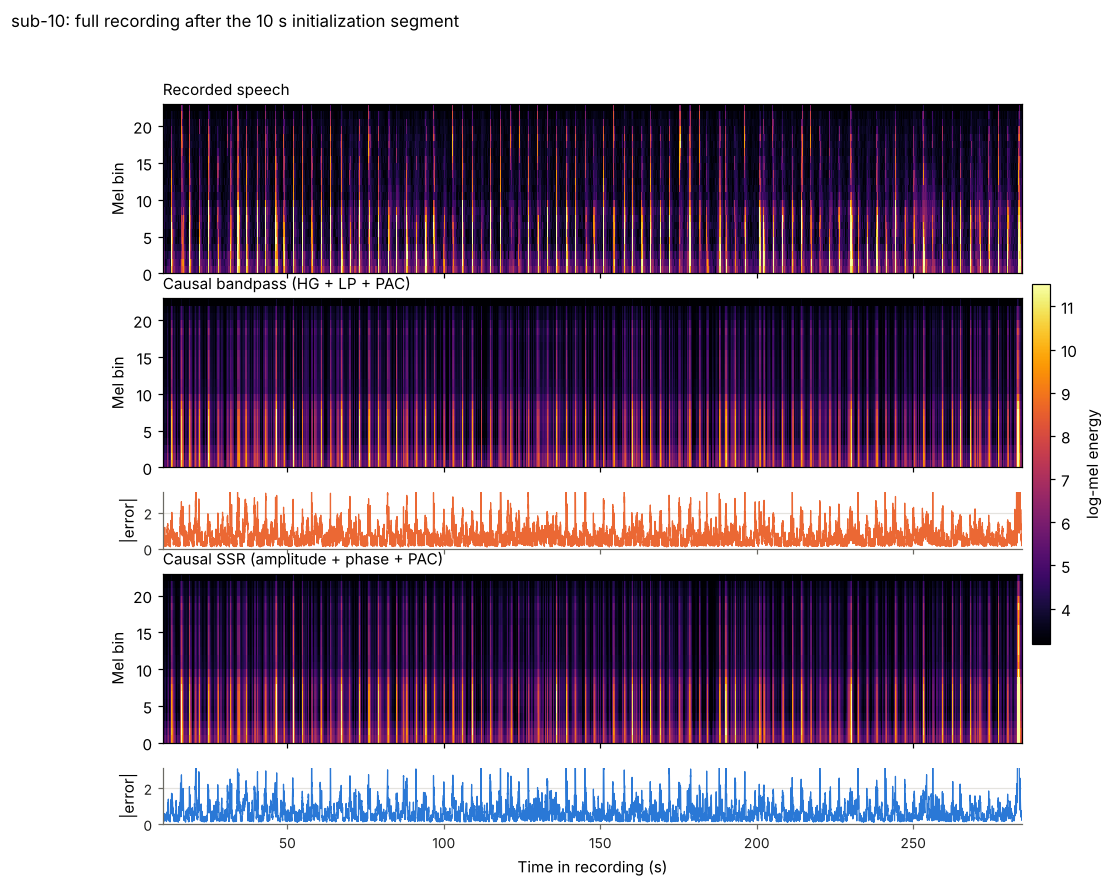 sub-10: full recording after the 10 s initialization segment
Recorded speech
Mel bin
20
15
10
5
0
Causal bandpass (HG + LP + PAC)
Mel bin
20
15
10
5
0
|error|
2
0
Causal SSR (amplitude + phase + PAC)
Mel bin
20
15
10
5
0
|error|
2
0
50 100 150 200 250
Time in recording (s)
11
10
9
8
7
6
5
4
log-mel energy